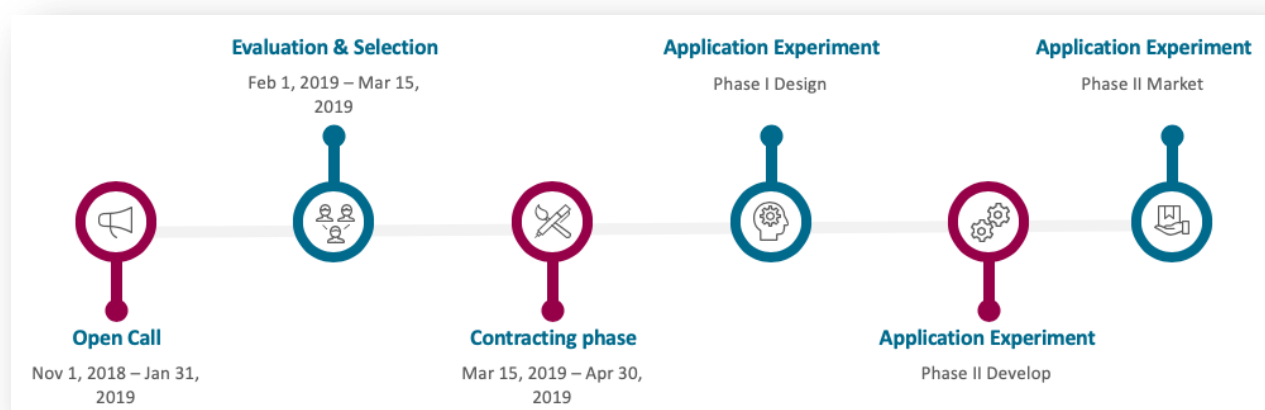 Evaluation & Selection
Feb 1, 2019 – Mar 15,
2019
Application Experiment
Phase I Design
Application Experiment
Phase II Market
Open Call
Nov 1, 2018 – Jan 31,
2019
Contracting phase
Mar 15, 2019 – Apr 30,
2019
Application Experiment
Phase II Develop